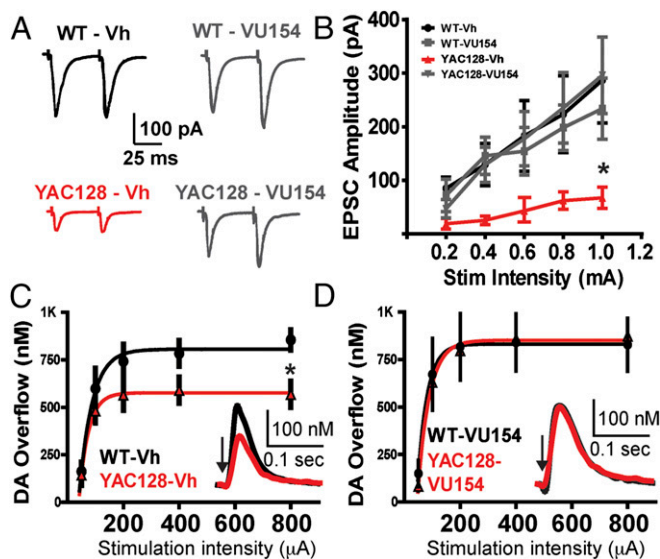 A
WT - Vh
WT - VU154
100 pA
25 ms
YAC128 - Vh
YAC128 - VU154
B
WT-Vh
WT-VU154
YAC128-Vh
YAC128-VU154
EPSC Amplitude (pA)
400
300
200
100
0.0 0.2 0.4 0.6 0.8 1.0 1.2
*
Stim Intensity (mA)
C
DA Overflow (nM)
1K
750
500
250
*
WT-Vh
YAC128-Vh
100 nM
0.1 sec
200 400 600 800
Stimulation intensity (µA)
D
DA Overflow (nM)
1K
750
500
250
WT-VU154
YAC128-
VU154
100 nM
0.1 sec
200 400 600 800
Stimulation intensity (µA)